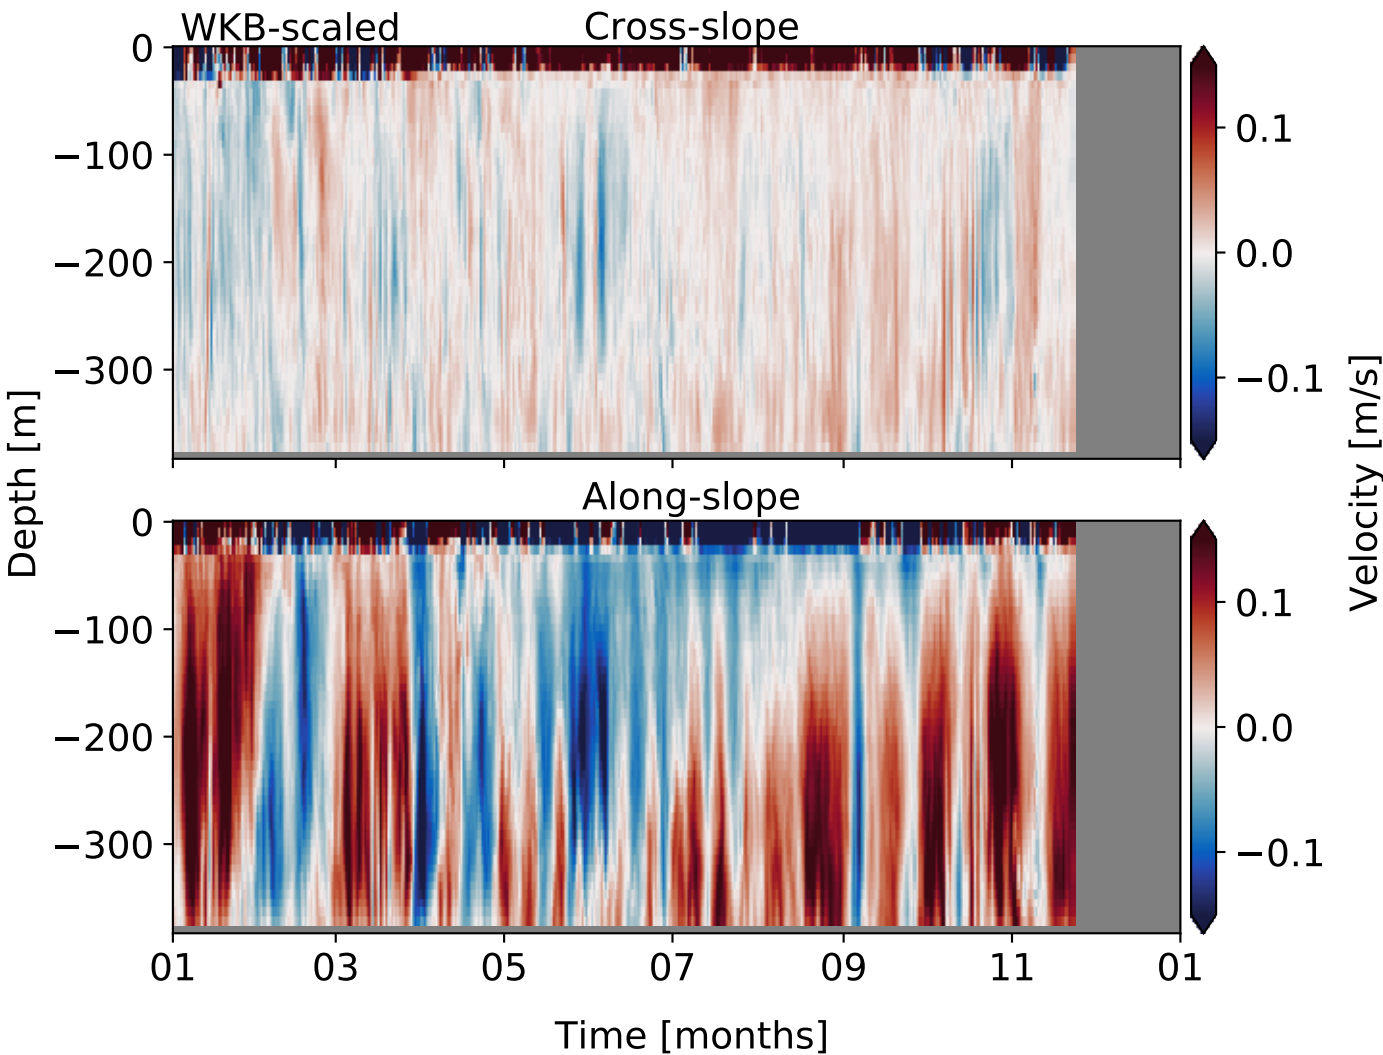 WKB-scaled Cross-slope
0
−100
−200
−300
0.1
0.0
−0.1
Depth [m]
Velocity [m/s]
Along-slope
0
−100
−200
−300
0.1
0.0
−0.1
01 03 05 07 09 11 01
Time [months]